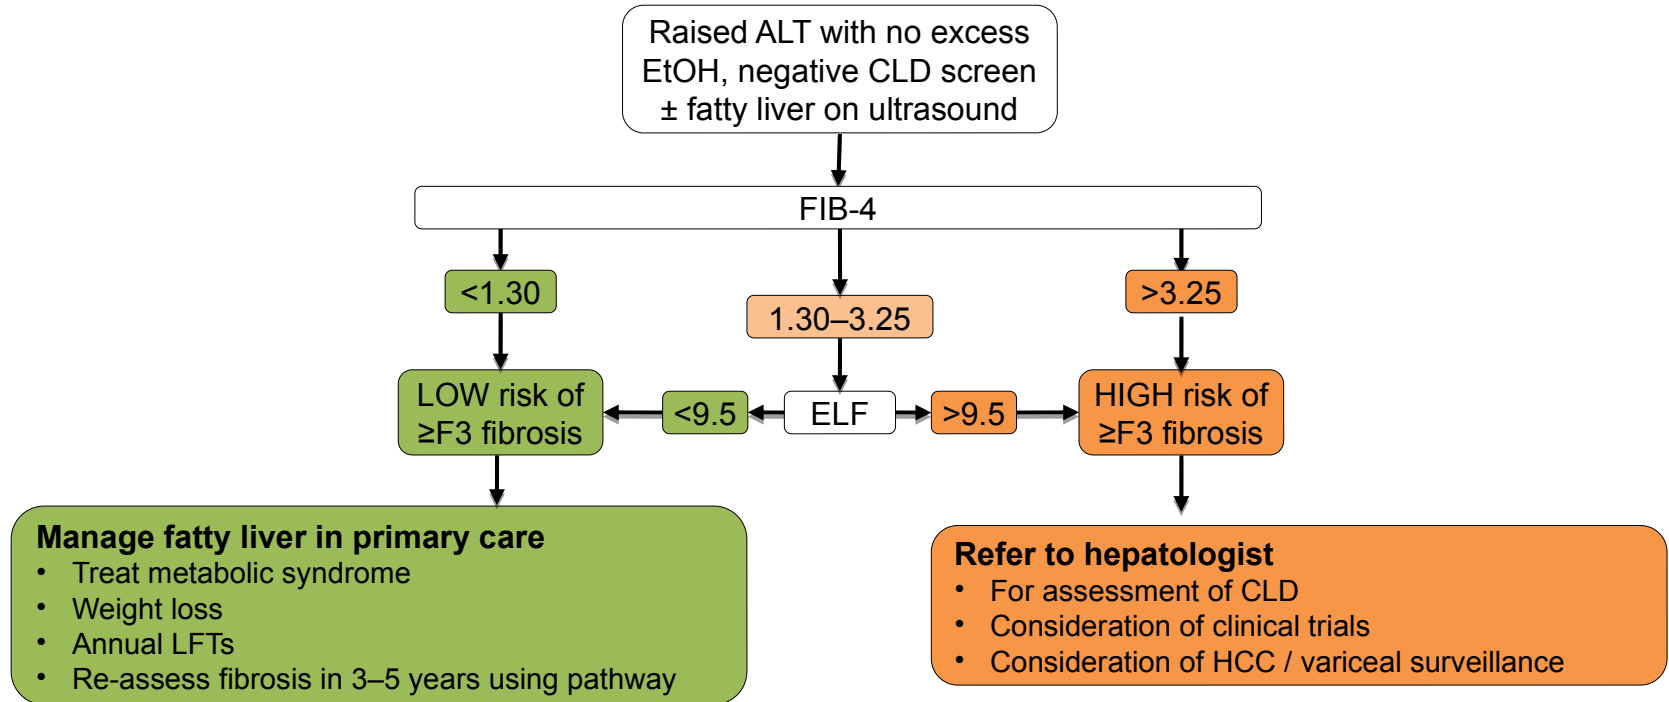 Raised ALT with no excess
EtOH, negative CLD screen
± fatty liver on ultrasound
FIB-4
<1.30
1.30–3.25
>3.25
LOW risk of
≥F3 fibrosis
<9.5
ELF
>9.5
HIGH risk of
≥F3 fibrosis
Manage fatty liver in primary care
• Treat metabolic syndrome
• Weight loss
• Annual LFTs
• Re-assess fibrosis in 3–5 years using pathway
Refer to hepatologist
• For assessment of CLD
• Consideration of clinical trials
• Consideration of HCC / variceal surveillance